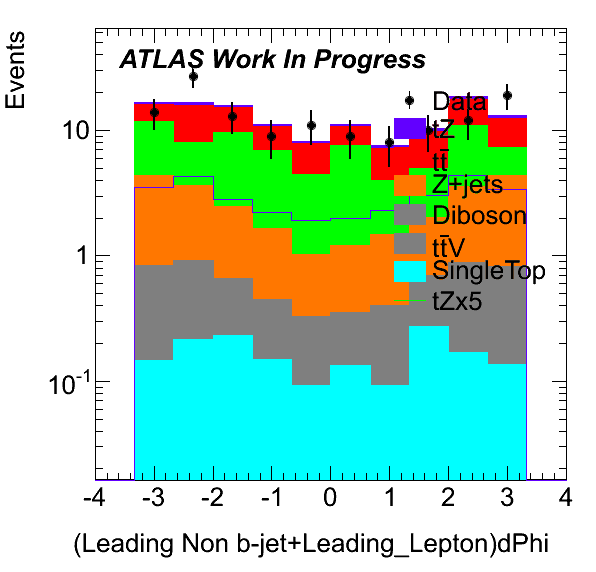 Events
ATLAS Work In Progress
Data
tZ
tt̄
Z+jets
Diboson
tt̄V
SingleTop
tZx5
10
1
10⁻¹
-4 -3 -2 -1 0 1 2 3 4
(Leading Non b-jet+Leading_Lepton)dPhi